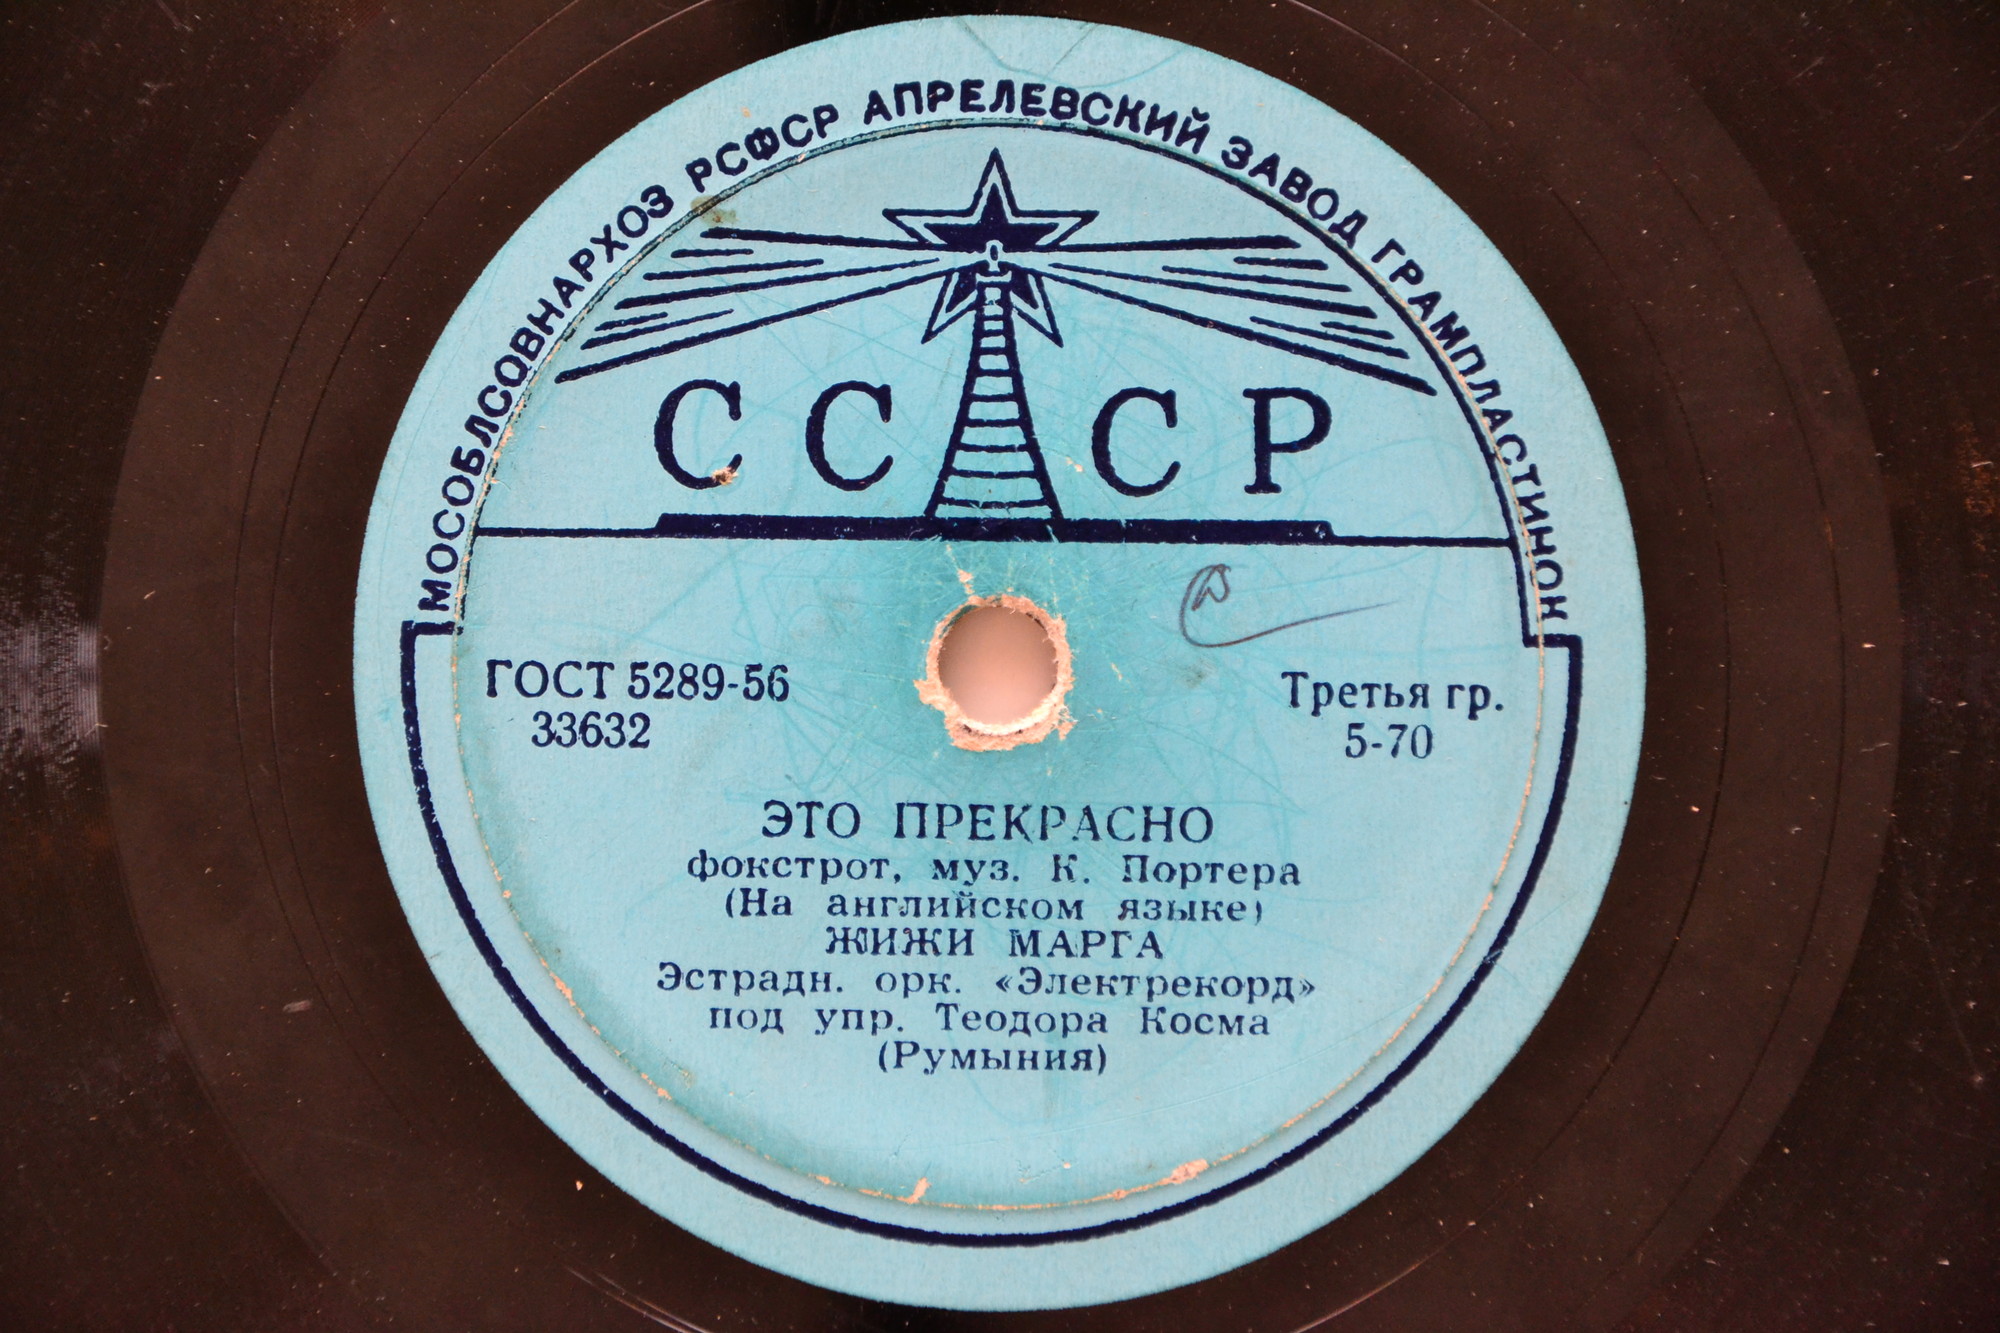 МОСОБЛСОВНАРХОЗ РСФСР АПРЕЛЕВСКИЙ ЗАВОД ГРАМПЛАСТИНОК
СССР
ГОСТ 5289-56
33632
Третья гр.
5-70
ЭТО ПРЕКРАСНО
фокстрот, муз. К. Портера
(На английском языке)
ЖИЖИ МАРГА
Эстрадн. орк. «Электрекорд»
под упр. Теодора Косма
(Румыния)